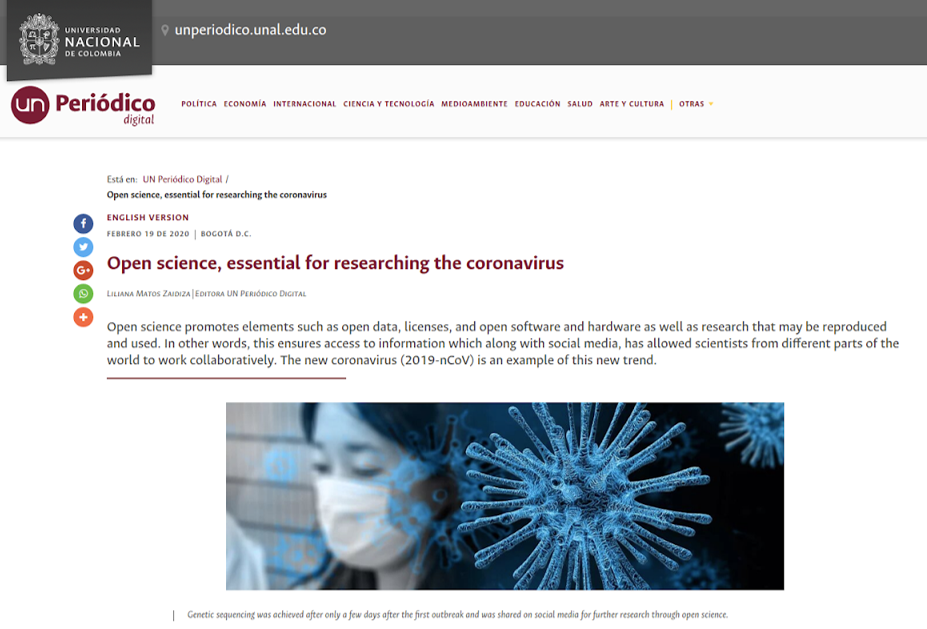 UNIVERSIDAD
NACIONAL
DE COLOMBIA
unperiodico.unal.edu.co
un Periódico
digital
POLÍTICA ECONOMÍA INTERNACIONAL CIENCIA Y TECNOLOGÍA MEDIOAMBIENTE EDUCACIÓN SALUD ARTE Y CULTURA | OTRAS
Está en: UN Periódico Digital /
Open science, essential for researching the coronavirus
ENGLISH VERSION
FEBRERO 19 DE 2020 | BOGOTÁ D.C.
Open science, essential for researching the coronavirus
Liliana Matos Zaidiza | Editora UN Periódico Digital
Open science promotes elements such as open data, licenses, and open software and hardware as well as research that may be reproduced
and used. In other words, this ensures access to information which along with social media, has allowed scientists from different parts of the
world to work collaboratively. The new coronavirus (2019-nCoV) is an example of this new trend.
Genetic sequencing was achieved after only a few days after the first outbreak and was shared on social media for further research through open science.